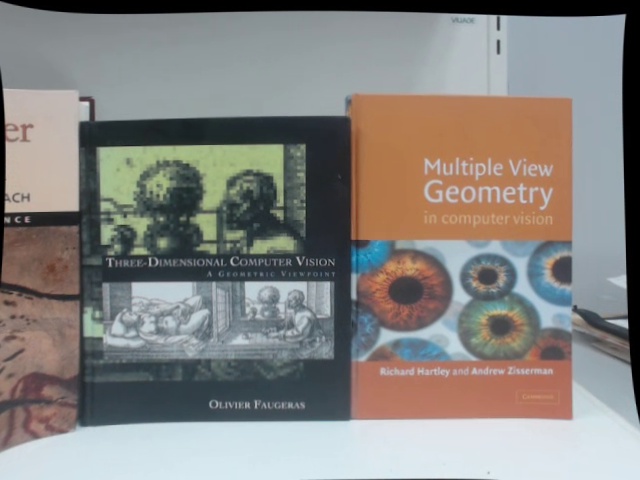 er
ACH
NCE
THREE-DIMENSIONAL COMPUTER VISION
A GEOMETRIC VIEWPOINT
OLIVIER FAUGERAS
Multiple View
Geometry
in computer vision
Richard Hartley and Andrew Zisserman
CAMBRIDGE